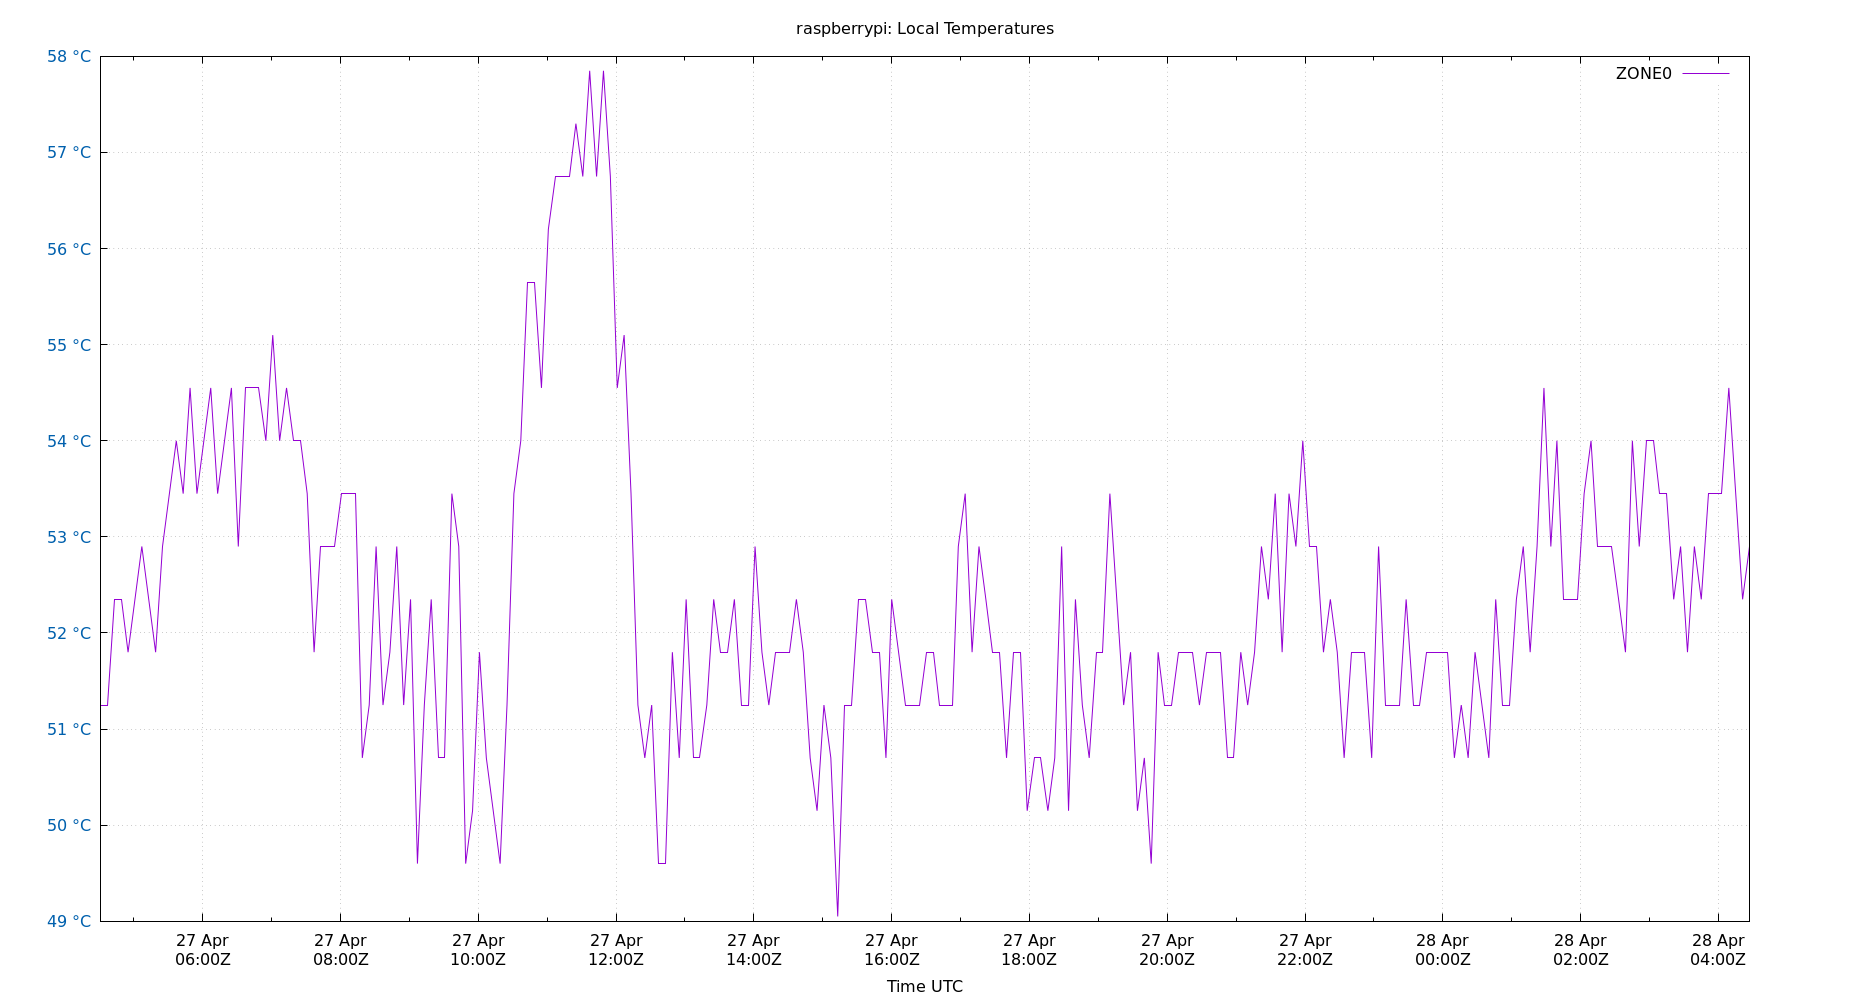 raspberrypi: Local Temperatures
58 °C
ZONE0
57 °C
56 °C
55 °C
54 °C
53 °C
52 °C
51 °C
50 °C
49 °C
27 Apr 27 Apr 27 Apr 27 Apr 27 Apr 27 Apr 27 Apr 27 Apr 27 Apr 28 Apr 28 Apr 28 Apr
06:00Z 08:00Z 10:00Z 12:00Z 14:00Z 16:00Z 18:00Z 20:00Z 22:00Z 00:00Z 02:00Z 04:00Z
Time UTC